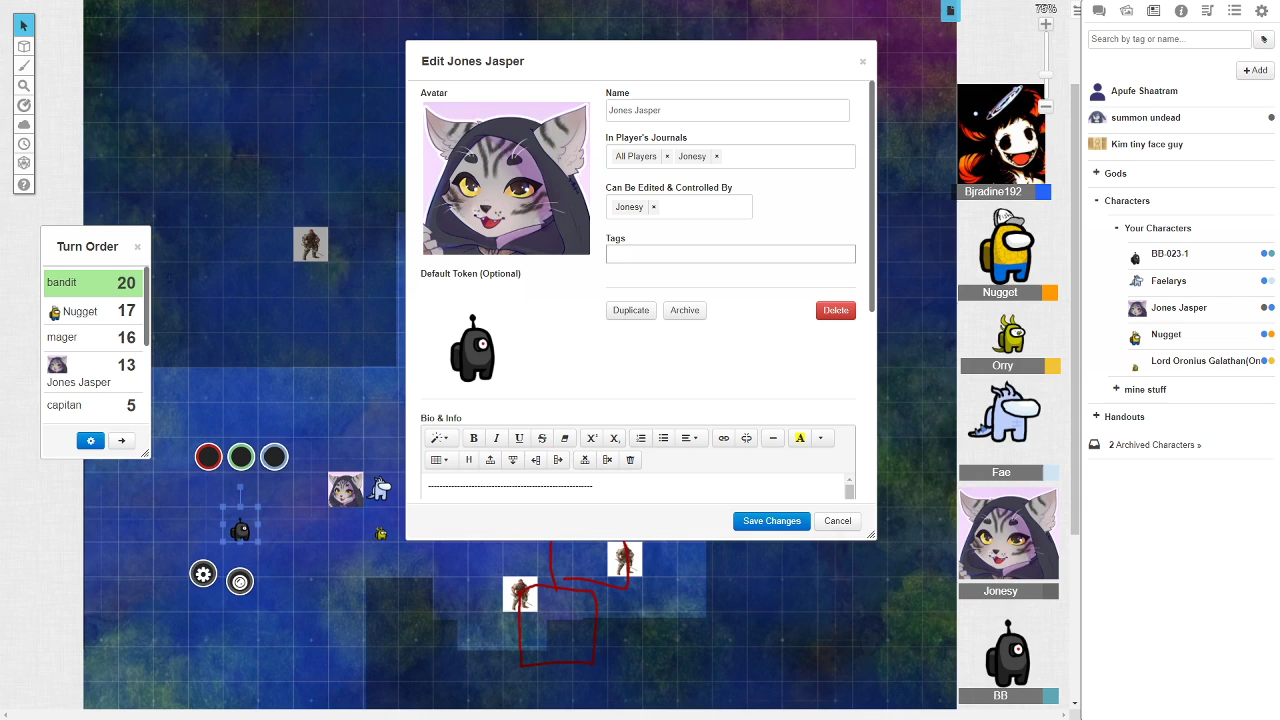 75%
Search by tag or name...
+ Add
Apufe Shaatram
summon undead
Kim tiny face guy
Gods
Characters
Your Characters
BB-023-1
Faelarys
Jones Jasper
Nugget
Lord Oronius Galathan(On
mine stuff
Handouts
2 Archived Characters »
Turn Order ×
bandit 20
Nugget 17
mager 16
13
Jones Jasper
capitan 5
Edit Jones Jasper ×
Avatar
Name
Jones Jasper
In Player's Journals
All Players × Jonesy ×
Can Be Edited & Controlled By
Jonesy ×
Tags
Default Token (Optional)
Duplicate Archive Delete
Bio & Info
B I U S X² X, A
H
------------------------------------------------------
Save Changes Cancel
Bjradine192
Nugget
Orry
Fae
Jonesy
BB